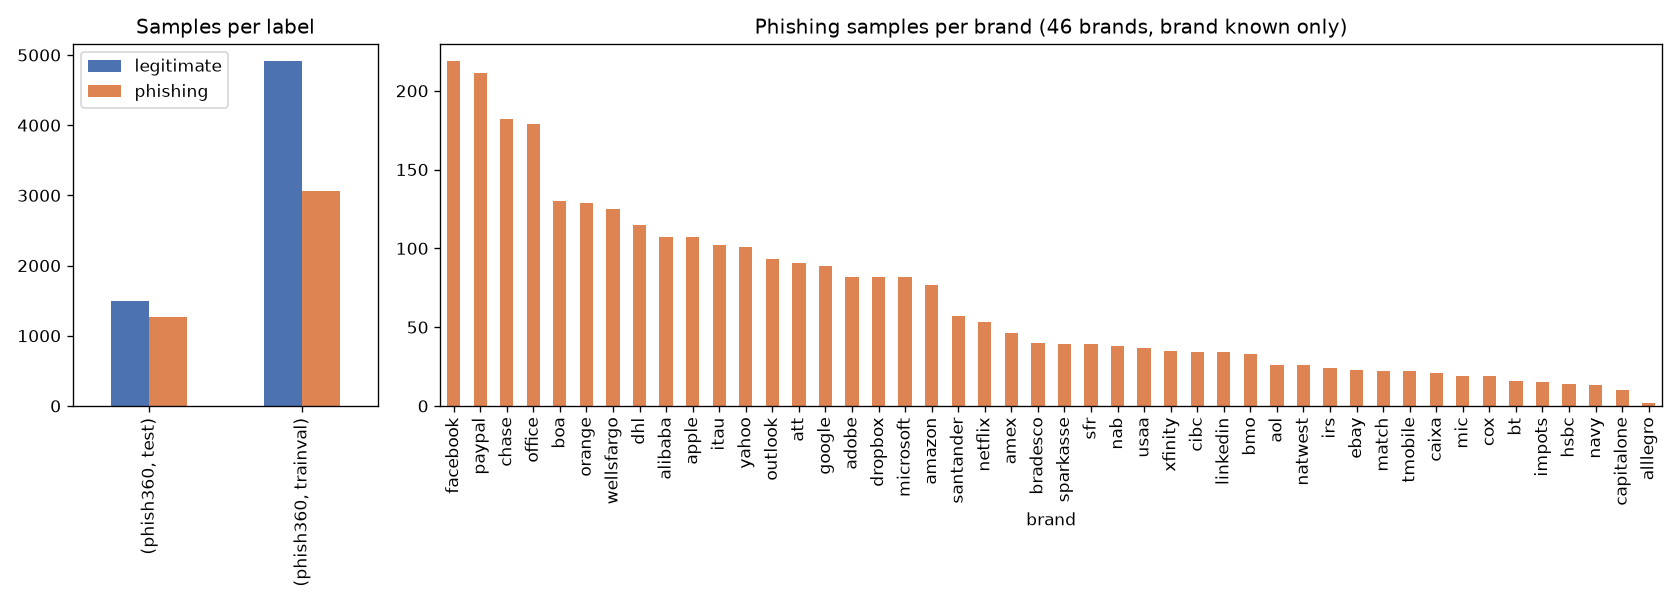 Samples per label
5000
4000
3000
2000
1000
0
legitimate
phishing
(phish360, test)
(phish360, trainval)
Phishing samples per brand (46 brands, brand known only)
200
150
100
50
0
facebook
paypal
chase
office
boa
orange
wellsfargo
dhl
alibaba
apple
itau
yahoo
outlook
att
google
adobe
dropbox
microsoft
amazon
santander
netflix
amex
bradesco
sparkasse
sfr
nab
usaa
xfinity
cibc
linkedin
bmo
aol
natwest
irs
ebay
match
tmobile
caixa
mic
cox
bt
impots
hsbc
navy
capitalone
alllegro
brand